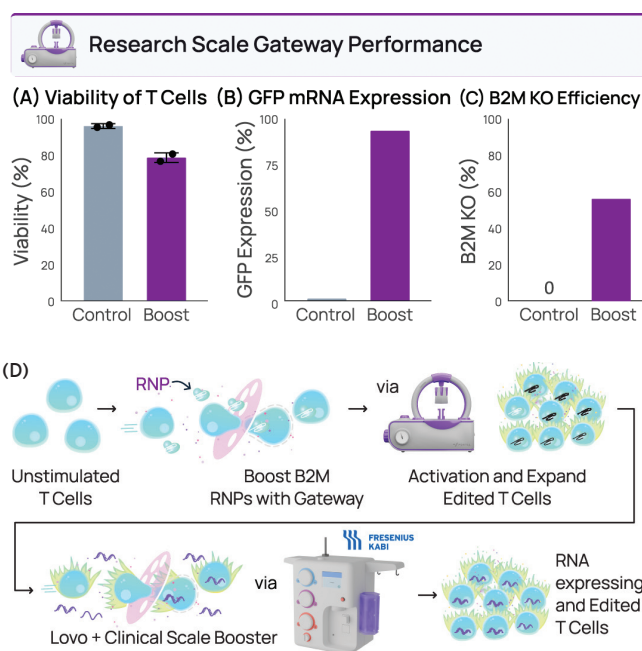 Research Scale Gateway Performance
(A) Viability of T Cells
(B) GFP mRNA Expression
(C) B2M KO Efficiency
Viability (%)
100
80
60
40
20
0
Control Boost
GFP Expression (%)
100
75
50
25
0
Control Boost
B2M KO (%)
100
80
60
40
20
0
0
Control Boost
(D)
RNP
via
Unstimulated
T Cells
Boost B2M
RNPs with Gateway
Activation and Expand
Edited T Cells
FRESENIUS
KABI
via
Lovo + Clinical Scale Booster
RNA
expressing
and Edited
T Cells